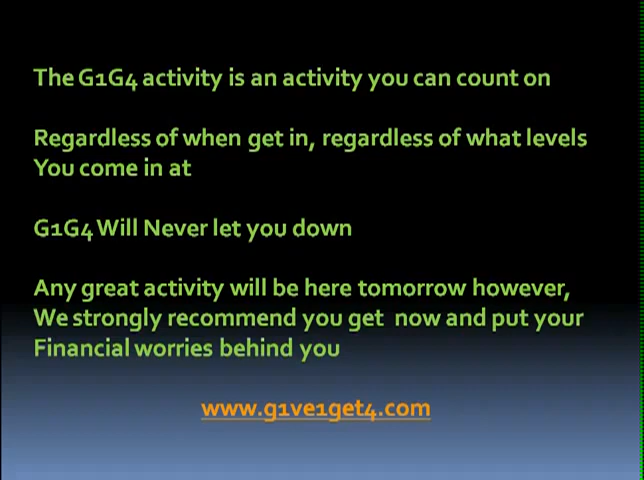 The G1G4 activity is an activity you can count on
Regardless of when get in, regardless of what levels
You come in at
G1G4 Will Never let you down
Any great activity will be here tomorrow however,
We strongly recommend you get now and put your
Financial worries behind you
www.g1ve1get4.com